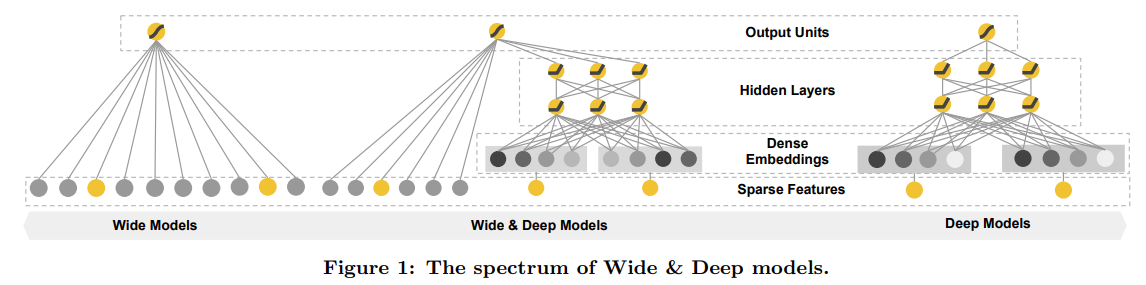 Output Units
Hidden Layers
Dense
Embeddings
Sparse Features
Wide Models
Wide & Deep Models
Deep Models
Figure 1: The spectrum of Wide & Deep models.